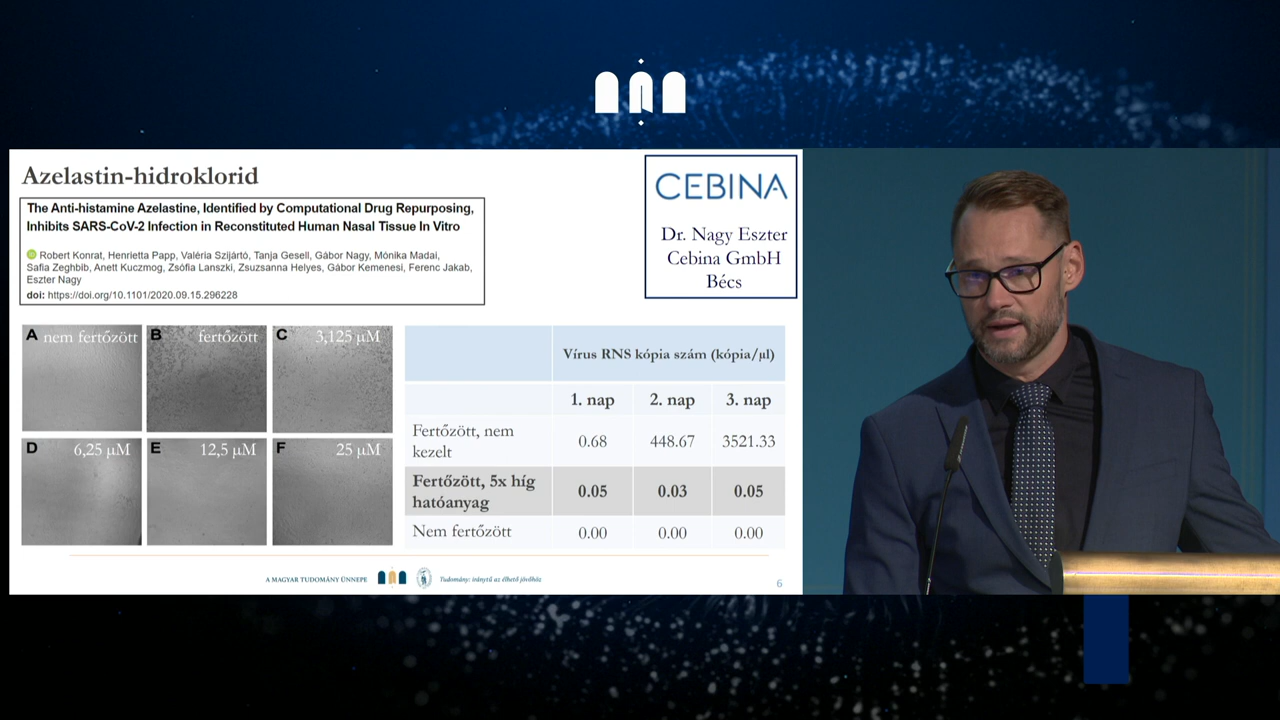 Azelastin-hidroklorid
The Anti-histamine Azelastine, Identified by Computational Drug Repurposing,
Inhibits SARS-CoV-2 Infection in Reconstituted Human Nasal Tissue In Vitro
Robert Konrat, Henrietta Papp, Valéria Szijártó, Tanja Gesell, Gábor Nagy, Mónika Madai,
Safia Zeghbib, Anett Kuczmog, Zsófia Lanszki, Zsuzsanna Helyes, Gábor Kemenesi, Ferenc Jakab,
Eszter Nagy
doi: https://doi.org/10.1101/2020.09.15.296228
CEBINA
Dr. Nagy Eszter
Cebina GmbH
Bécs
A nem fertőzött
B fertőzött
C 3,125 µM
D 6,25 µM
E 12,5 µM
F 25 µM
Vírus RNS kópia szám (kópia/µl)
1. nap 2. nap 3. nap
Fertőzött, nem
kezelt 0.68 448.67 3521.33
Fertőzött, 5x híg
hatóanyag 0.05 0.03 0.05
Nem fertőzött 0.00 0.00 0.00
A MAGYAR TUDOMÁNY ÜNNEPE Tudomány: iránytű az élhető jövőhöz
6